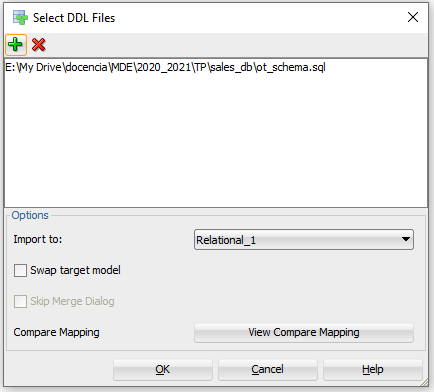 Select DDL Files
E:\My Drive\docencia\MDE\2020_2021\TP\sales_db\ot_schema.sql
Options
Import to:
Relational_1
Swap target model
Skip Merge Dialog
Compare Mapping
View Compare Mapping
OK
Cancel
Help